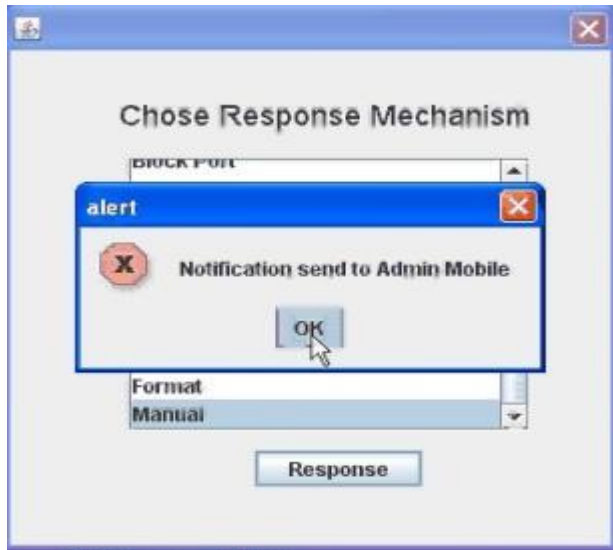 Chose Response Mechanism
Block Port
alert
X
Notification send to Admin Mobile
OK
Format
Manual
Response